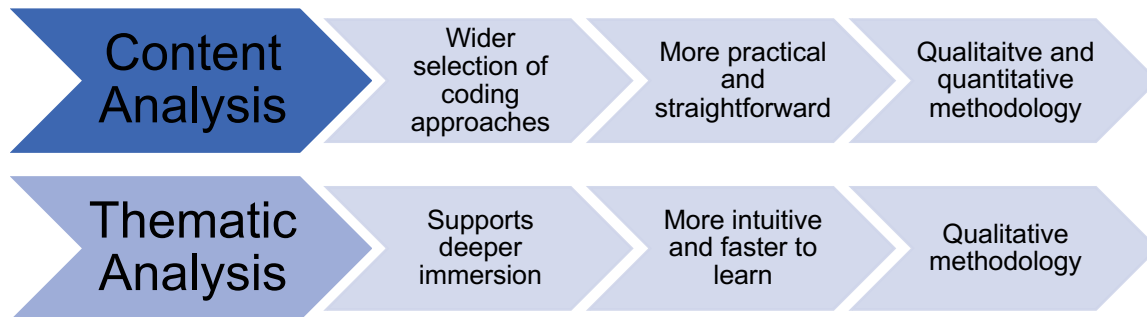 Content
Analysis
Wider
selection of
coding
approaches
More practical
and
straightforward
Qualitaitve and
quantitative
methodology
Thematic
Analysis
Supports
deeper
immersion
More intuitive
and faster to
learn
Qualitative
methodology